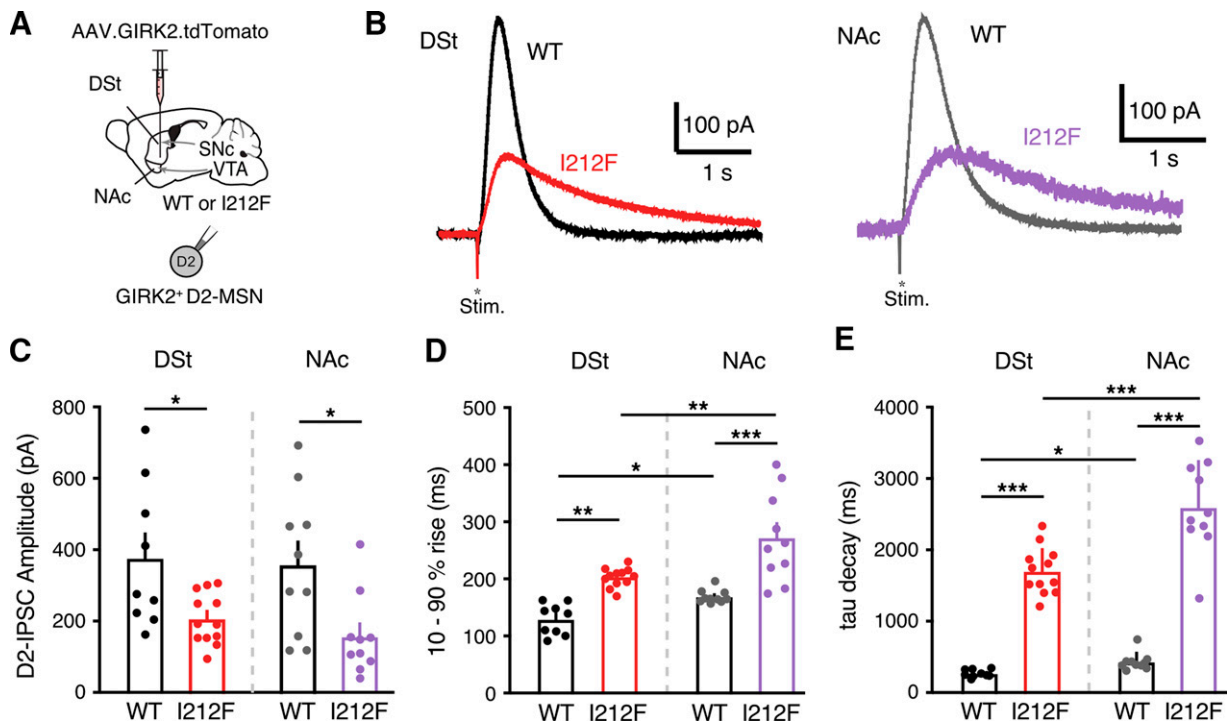 A
AAV.GIRK2.tdTomato
DSt
SNc
VTA
NAc
WT or I212F
D2
GIRK2⁺ D2-MSN
B
DSt
WT
100 pA
1 s
I212F
*
Stim.
NAc
WT
100 pA
1 s
I212F
*
Stim.
C
DSt
NAc
D2-IPSC Amplitude (pA)
800
600
400
200
0
*
*
WT
I212F
WT
I212F
D
DSt
NAc
10 - 90 % rise (ms)
500
400
300
200
100
0
**
***
*
**
WT
I212F
WT
I212F
E
DSt
NAc
tau decay (ms)
4000
3000
2000
1000
0
***
***
*
***
WT
I212F
WT
I212F